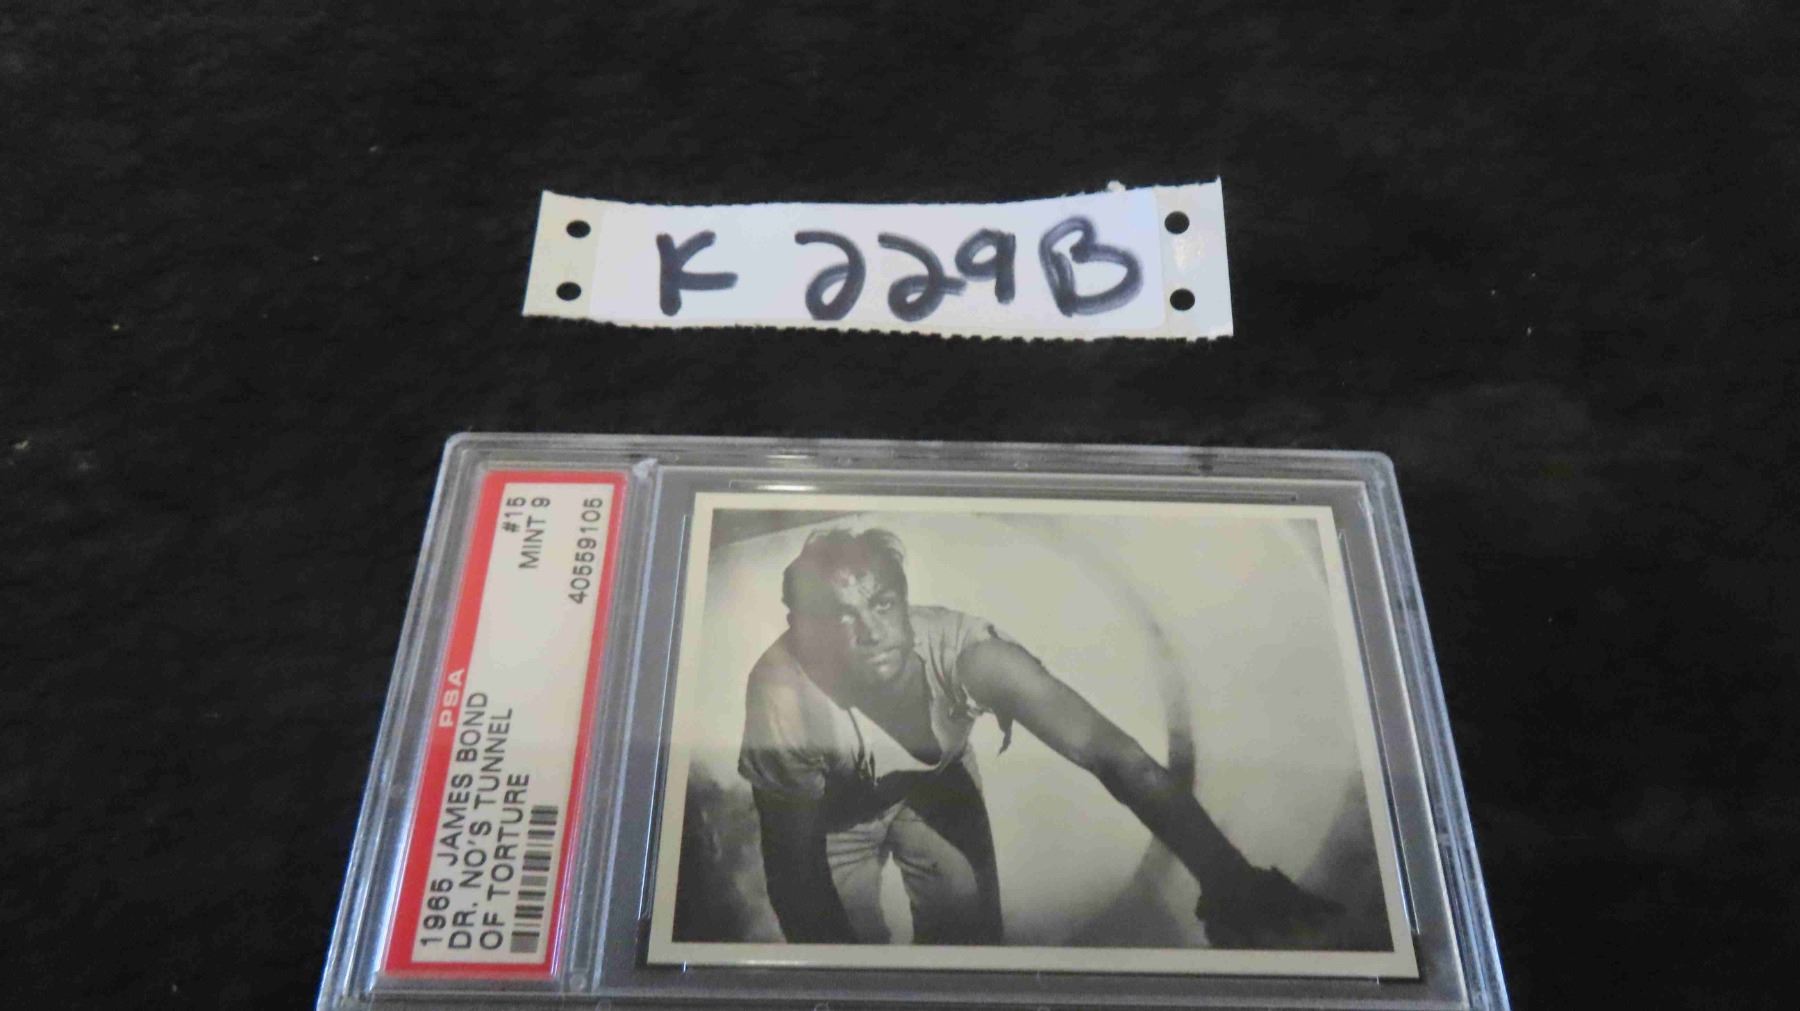 K 229B
PSA
1965 JAMES BOND #15
DR. NO'S TUNNEL MINT 9
OF TORTURE
40559105